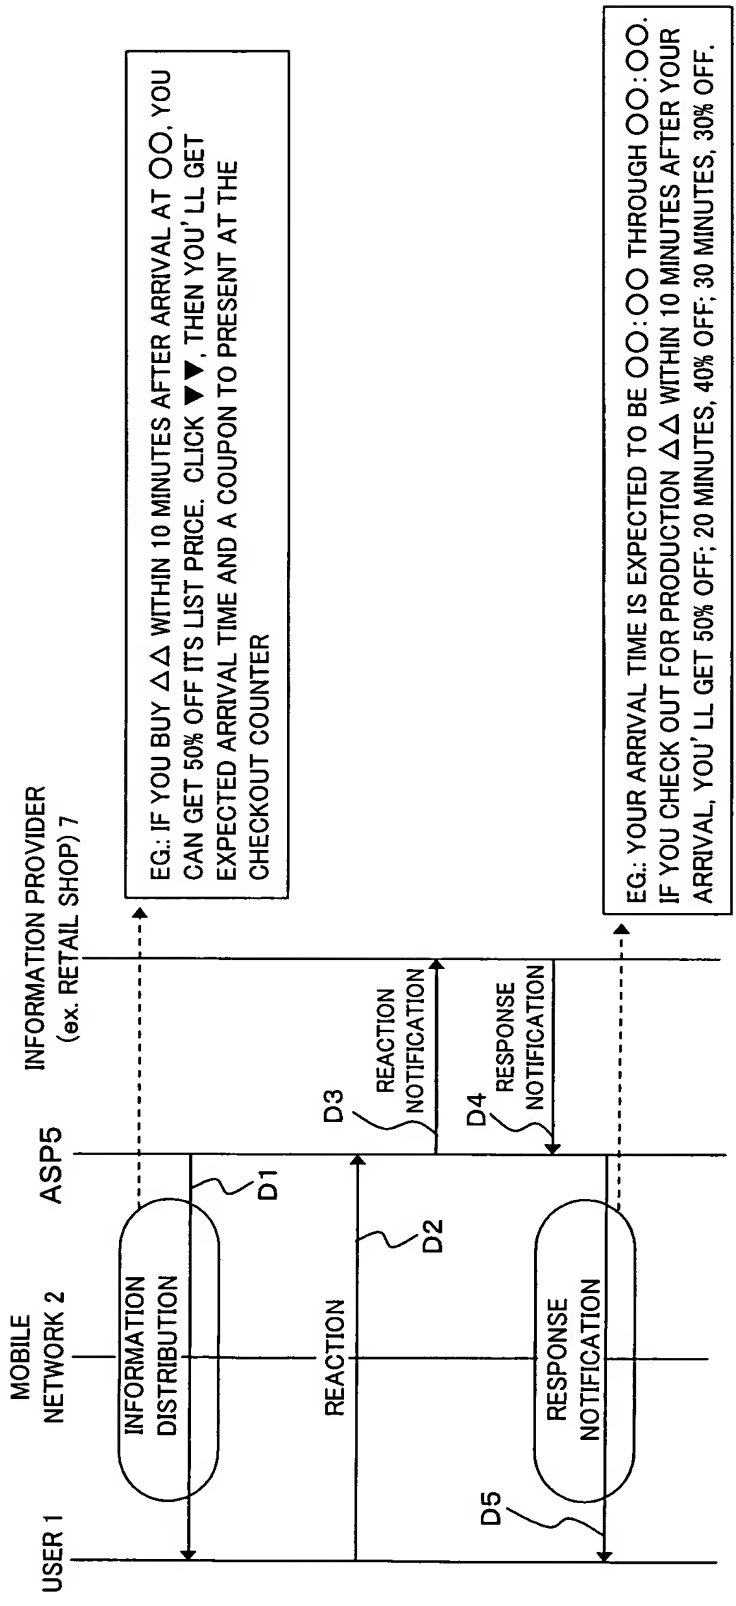 USER 1
MOBILE
NETWORK 2
ASP5
INFORMATION PROVIDER
(ex. RETAIL SHOP) 7
INFORMATION
DISTRIBUTION
D1
REACTION
D2
D3
REACTION
NOTIFICATION
D4
RESPONSE
NOTIFICATION
RESPONSE
NOTIFICATION
D5
EG.: IF YOU BUY △△ WITHIN 10 MINUTES AFTER ARRIVAL AT ○○, YOU
CAN GET 50% OFF ITS LIST PRICE. CLICK ▼▼, THEN YOU'LL GET
EXPECTED ARRIVAL TIME AND A COUPON TO PRESENT AT THE
CHECKOUT COUNTER
EG.: YOUR ARRIVAL TIME IS EXPECTED TO BE ○○:○○ THROUGH ○○:○○.
IF YOU CHECK OUT FOR PRODUCTION △△ WITHIN 10 MINUTES AFTER YOUR
ARRIVAL, YOU'LL GET 50% OFF; 20 MINUTES, 40% OFF; 30 MINUTES, 30% OFF.